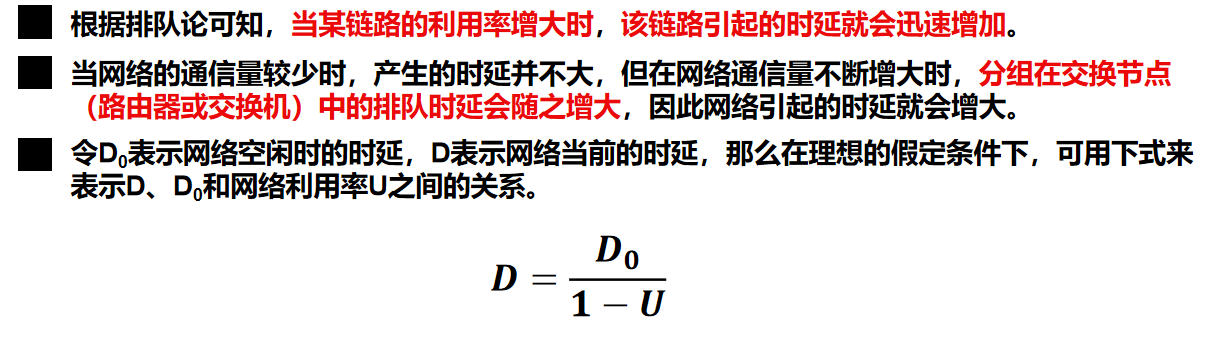 根据排队论可知，当某链路的利用率增大时，该链路引起的时延就会迅速增加。
当网络的通信量较少时，产生的时延并不大，但在网络通信量不断增大时，分组在交换节点
（路由器或交换机）中的排队时延会随之增大，因此网络引起的时延就会增大。
令D₀表示网络空闲时的时延，D表示网络当前的时延，那么在理想的假定条件下，可用下式来
表示D、D₀和网络利用率U之间的关系。
D = D₀ / (1 − U)